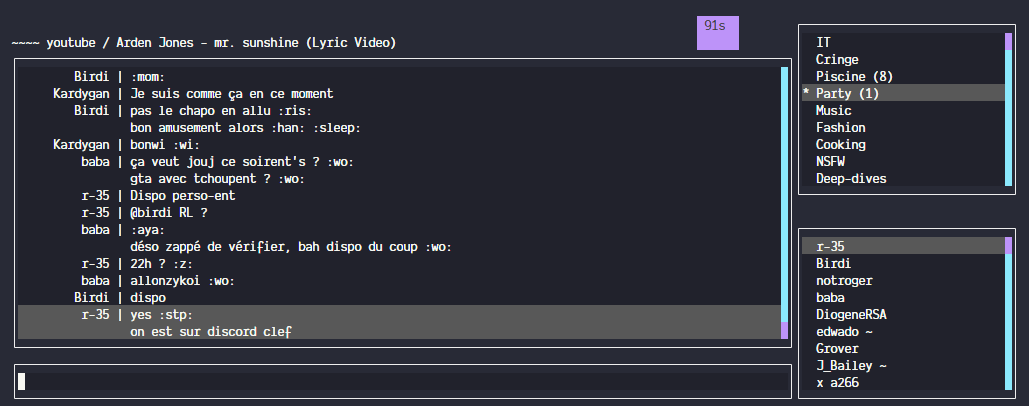 ~~~~ youtube / Arden Jones - mr. sunshine (Lyric Video)
91s
Birdi | :mom:
Kardygan | Je suis comme ça en ce moment
Birdi | pas le chapo en allu :ris:
bon amusement alors :han: :sleep:
Kardygan | bonwi :wi:
baba | ça veut jouj ce soirent's ? :wo:
gta avec tchoupent ? :wo:
r-35 | Dispo perso-ent
r-35 | @birdi RL ?
baba | :aya:
déso zappé de vérifier, bah dispo du coup :wo:
r-35 | 22h ? :z:
baba | allonzykoi :wo:
Birdi | dispo
r-35 | yes :stp:
on est sur discord clef
IT
Cringe
Piscine (8)
* Party (1)
Music
Fashion
Cooking
NSFW
Deep-dives
r-35
Birdi
notroger
baba
DiogeneRSA
edwado ~
Grover
J_Bailey ~
x a266